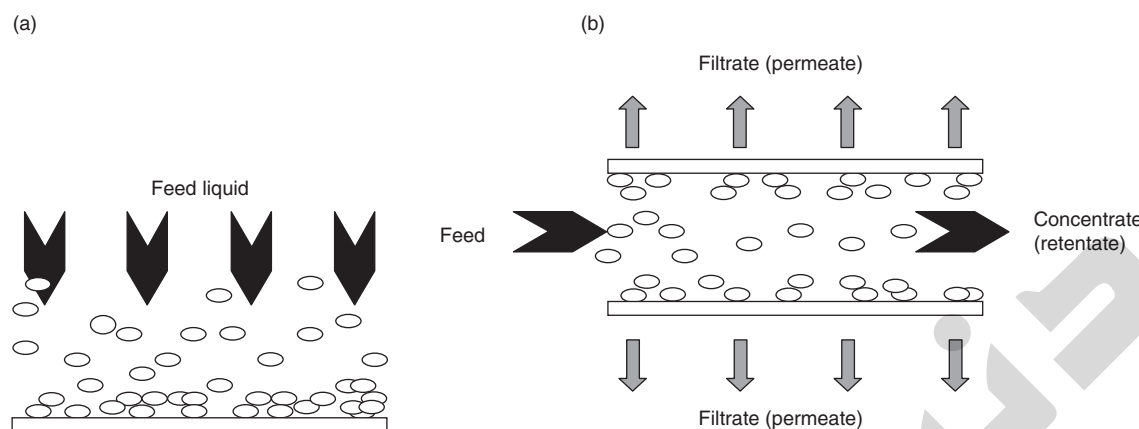 (a)
Feed liquid
(b)
Filtrate (permeate)
Feed
Concentrate
(retentate)
Filtrate (permeate)